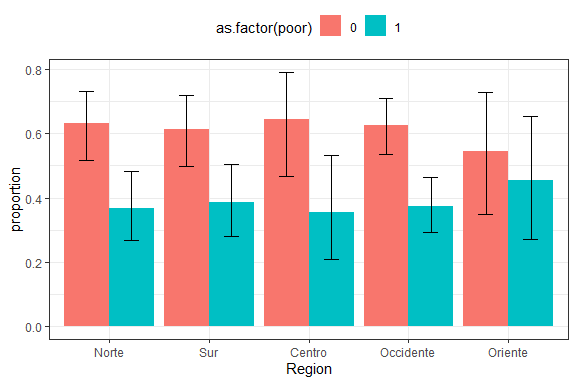 as.factor(poor) 0 1
proportion
0.8
0.6
0.4
0.2
0.0
Norte Sur Centro Occidente Oriente
Region